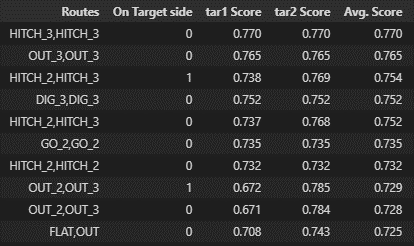 Routes On Target side tar1 Score tar2 Score Avg. Score
HITCH_3,HITCH_3 0 0.770 0.770 0.770
OUT_3,OUT_3 0 0.765 0.765 0.765
HITCH_2,HITCH_3 1 0.738 0.769 0.754
DIG_3,DIG_3 0 0.752 0.752 0.752
HITCH_2,HITCH_3 0 0.737 0.768 0.752
GO_2,GO_2 0 0.735 0.735 0.735
HITCH_2,HITCH_2 0 0.732 0.732 0.732
OUT_2,OUT_3 1 0.672 0.785 0.729
OUT_2,OUT_3 0 0.671 0.784 0.728
FLAT,OUT 0 0.708 0.743 0.725